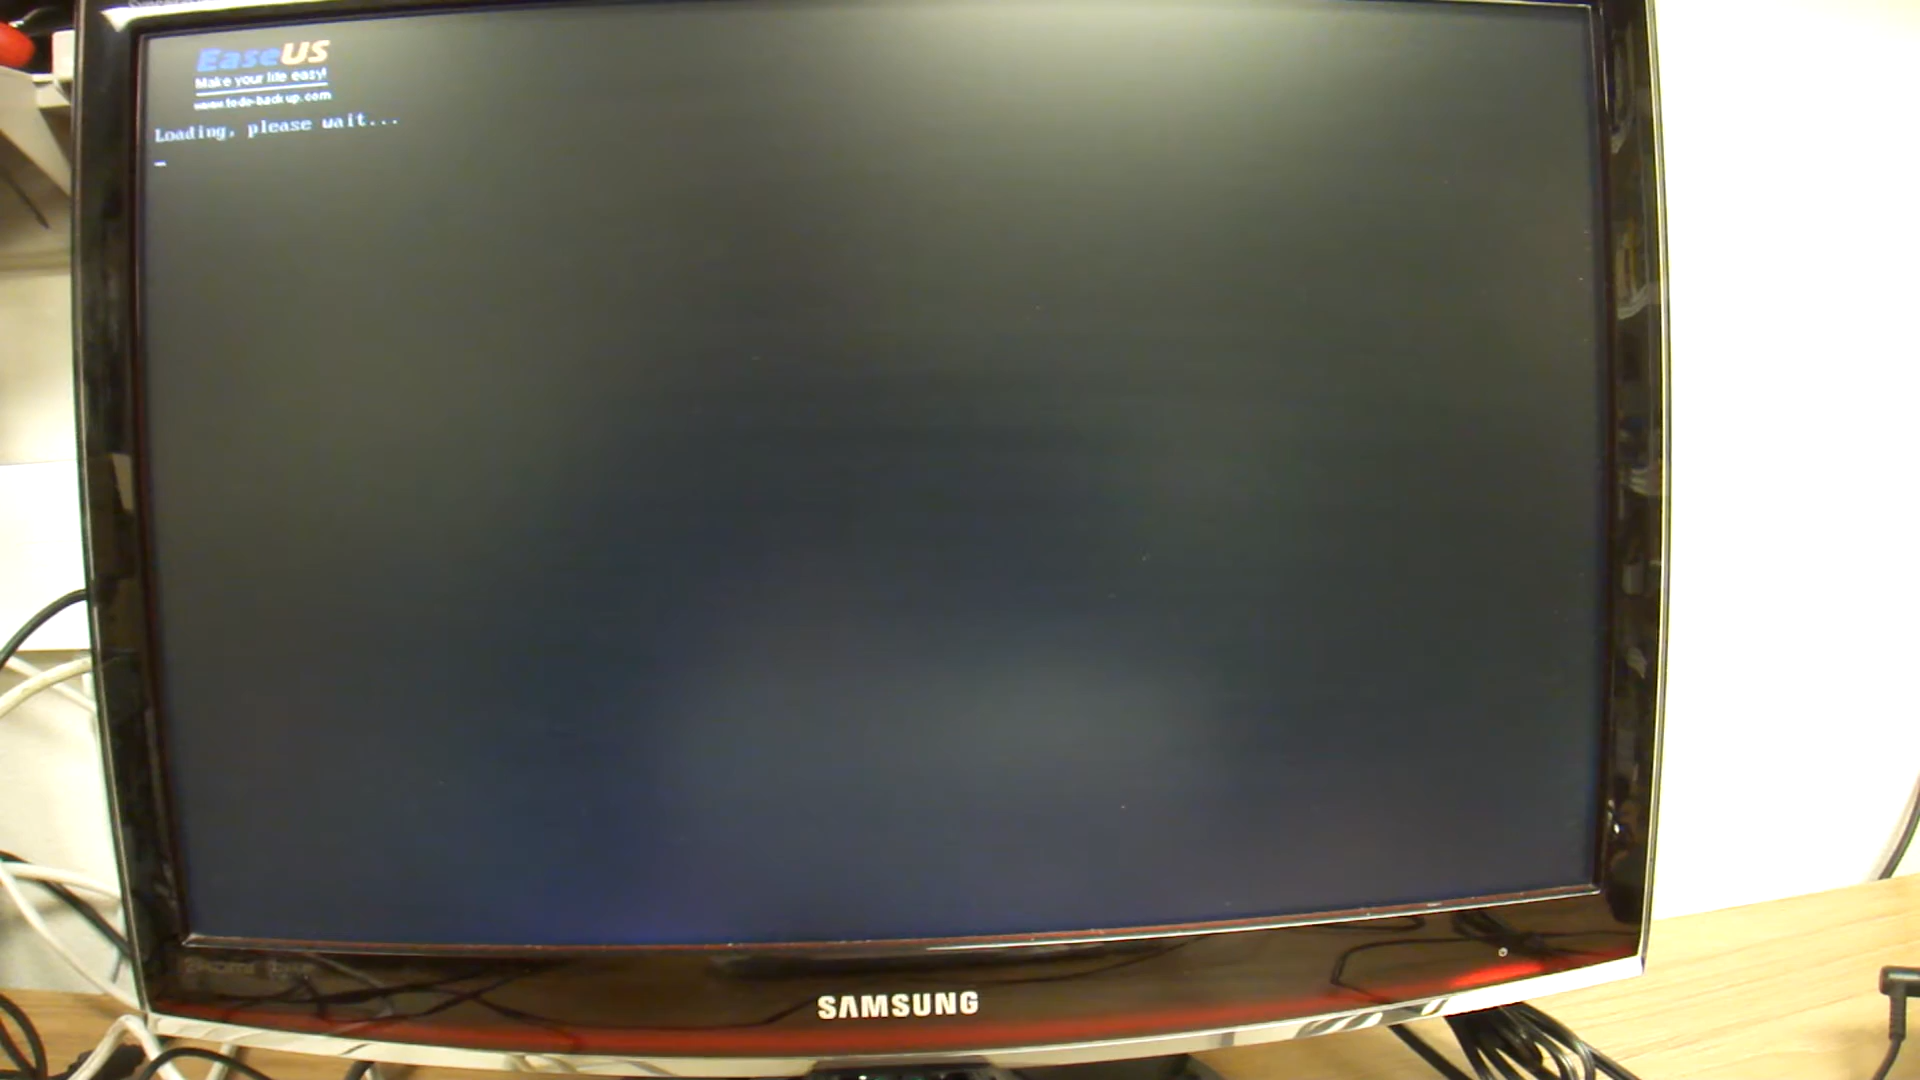 EaseUS
Make your life easy!
www.todo-backup.com
Loading, please wait...
SAMSUNG